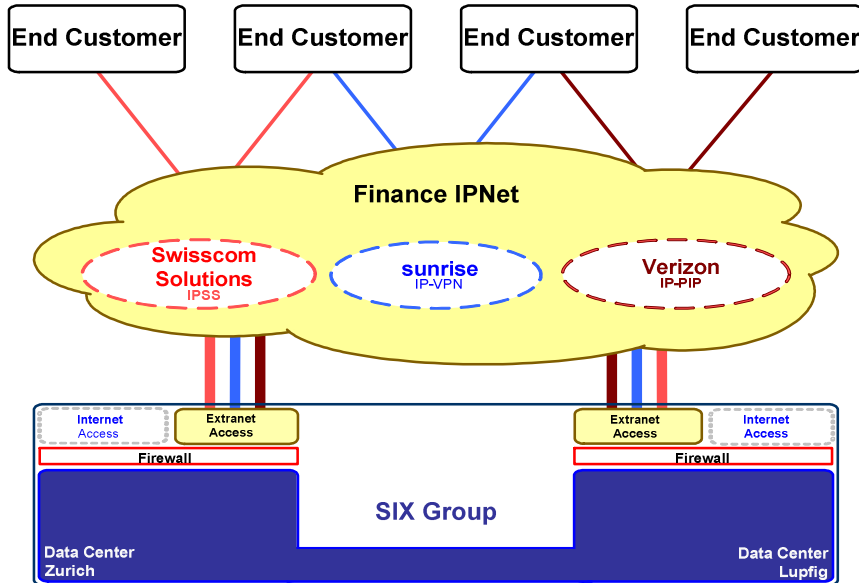 End Customer
End Customer
End Customer
End Customer
Finance IPNet
Swisscom
Solutions
IPSS
sunrise
IP-VPN
Verizon
IP-PIP
Internet
Access
Extranet
Access
Extranet
Access
Internet
Access
Firewall
Firewall
SIX Group
Data Center
Zurich
Data Center
Lupfig